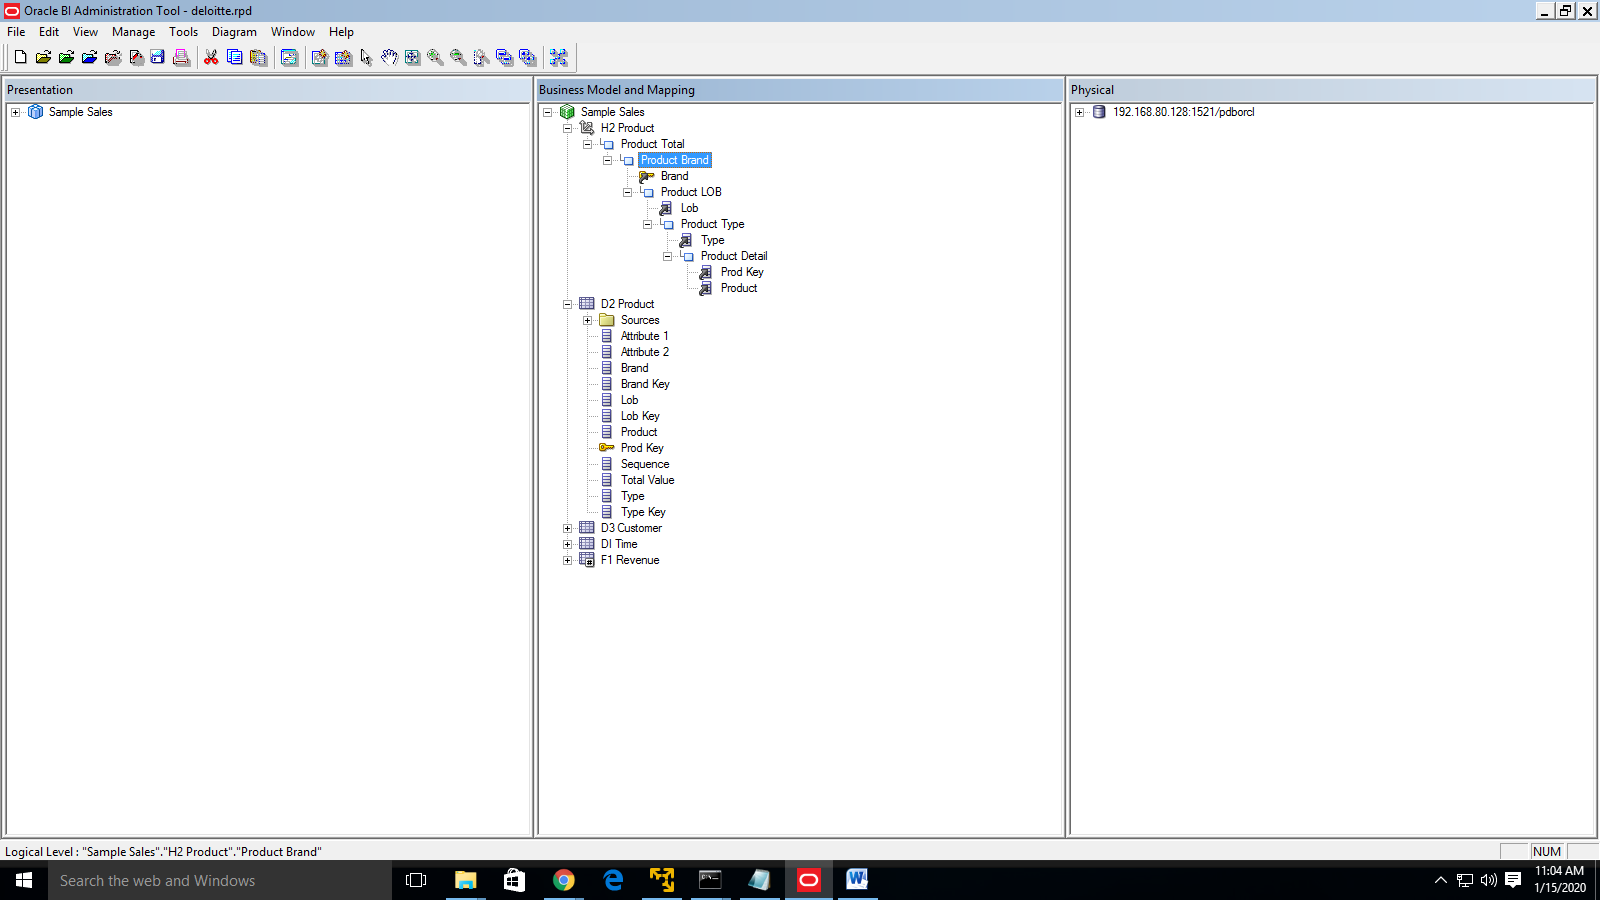 Oracle BI Administration Tool - deloitte.rpd
File Edit View Manage Tools Diagram Window Help
Presentation
Sample Sales
Business Model and Mapping
Sample Sales
H2 Product
Product Total
Product Brand
Brand
Product LOB
Lob
Product Type
Type
Product Detail
Prod Key
Product
D2 Product
Sources
Attribute 1
Attribute 2
Brand
Brand Key
Lob
Lob Key
Product
Prod Key
Sequence
Total Value
Type
Type Key
D3 Customer
DI Time
F1 Revenue
Physical
192.168.80.128:1521/pdborcl
Logical Level : "Sample Sales"."H2 Product"."Product Brand"
NUM
Search the web and Windows
11:04 AM
1/15/2020